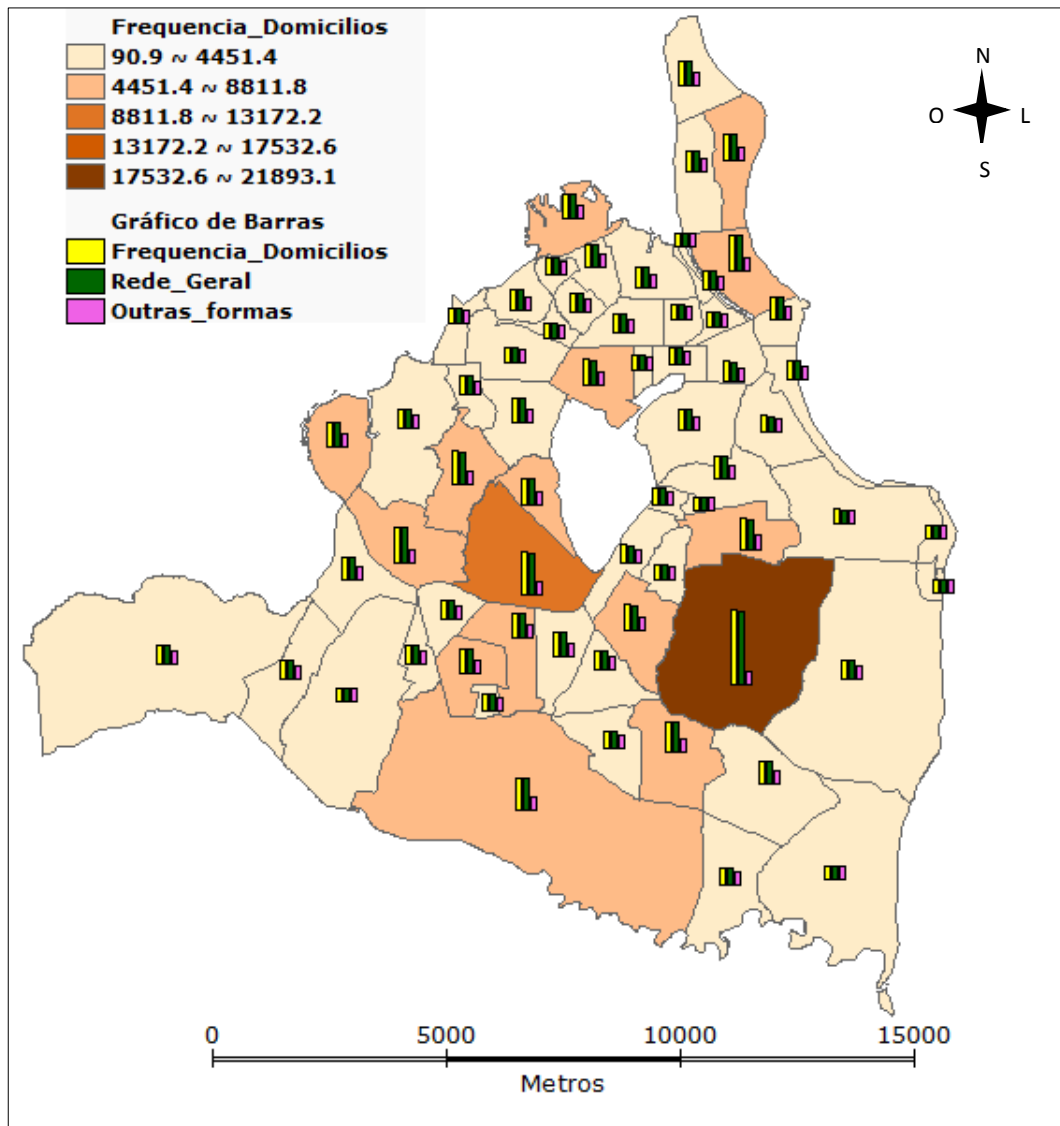 Frequencia_Domicilios
90.9 ~ 4451.4
4451.4 ~ 8811.8
8811.8 ~ 13172.2
13172.2 ~ 17532.6
17532.6 ~ 21893.1
Gráfico de Barras
Frequencia_Domicilios
Rede_Geral
Outras_formas
N
O L
S
0 5000 10000 15000
Metros